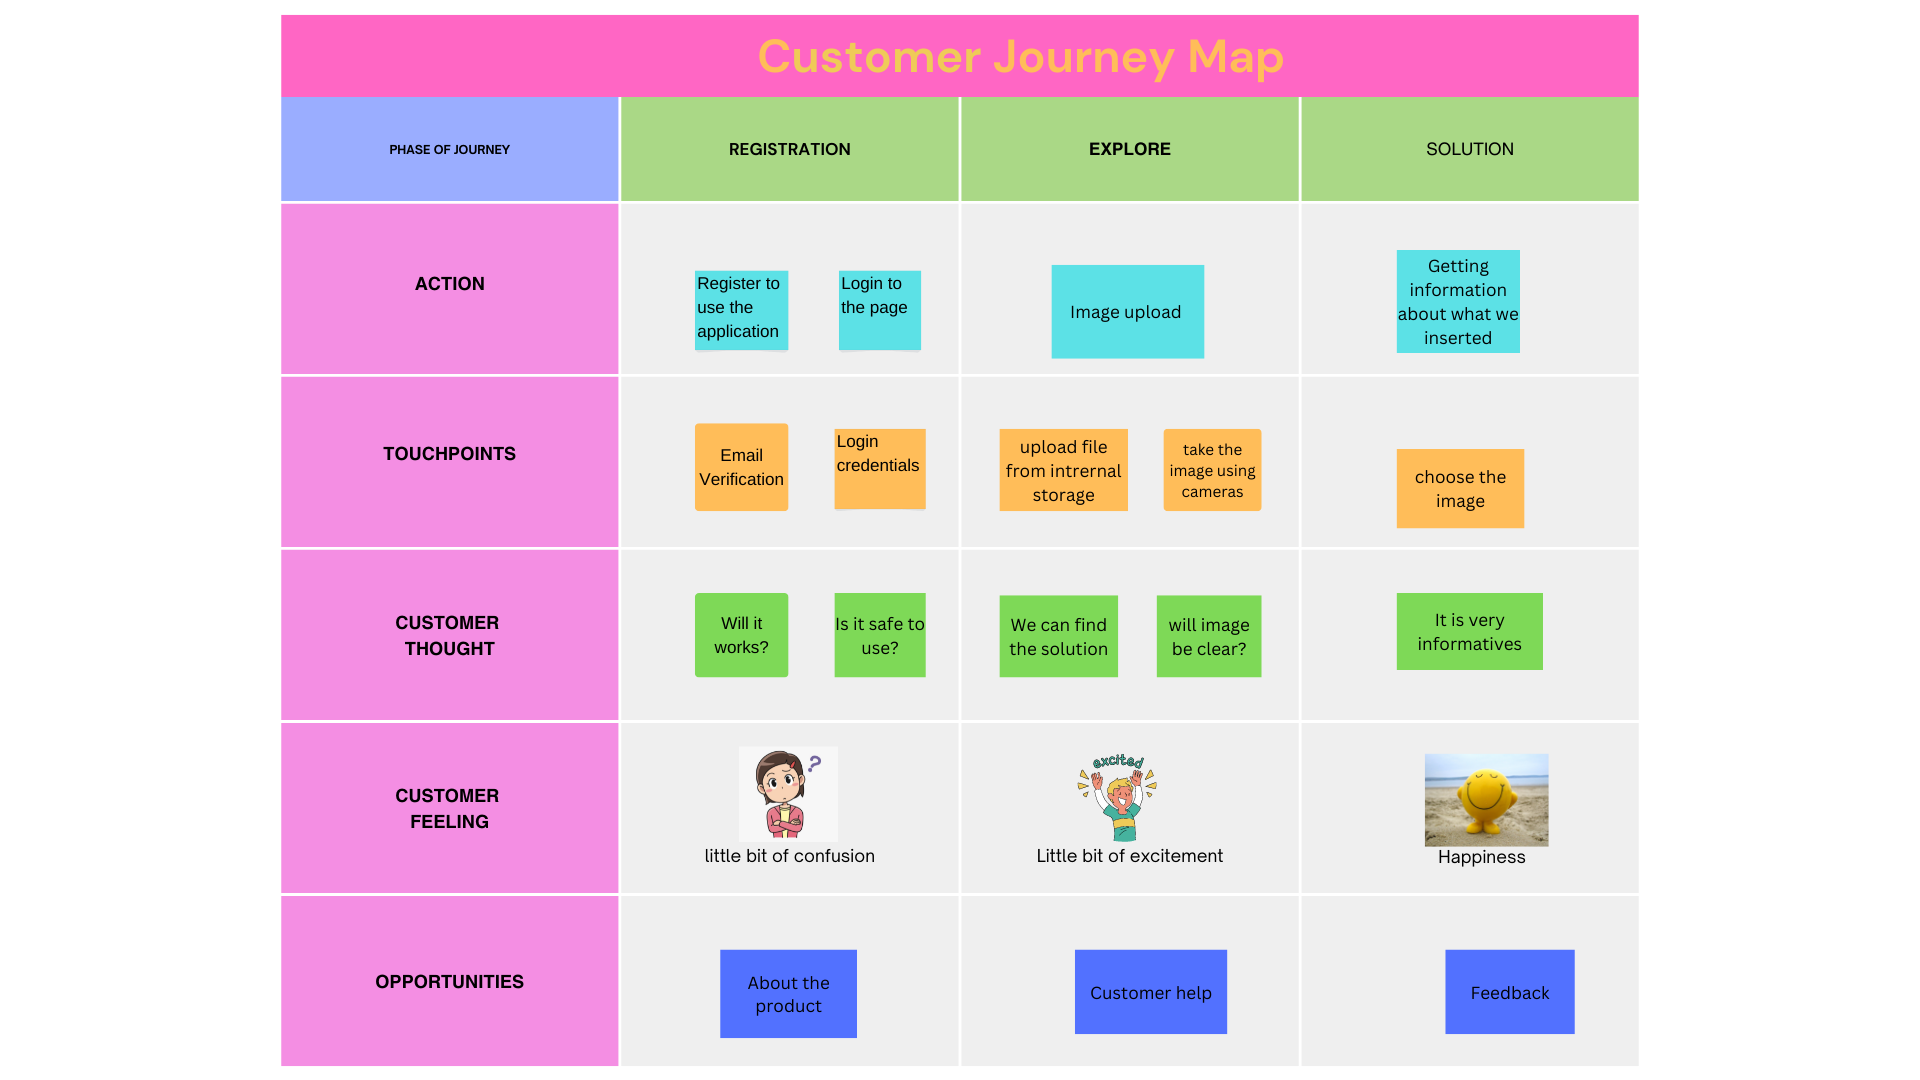 Customer Journey Map
PHASE OF JOURNEY
REGISTRATION
EXPLORE
SOLUTION
ACTION
Register to
use the
application
Login to
the page
Image upload
Getting
information
about what we
inserted
TOUCHPOINTS
Email
Verification
Login
credentials
upload file
from intrernal
storage
take the
image using
cameras
choose the
image
CUSTOMER
THOUGHT
Will it
works?
Is it safe to
use?
We can find
the solution
will image
be clear?
It is very
informatives
CUSTOMER
FEELING
?
little bit of confusion
excited
Little bit of excitement
Happiness
OPPORTUNITIES
About the
product
Customer help
Feedback